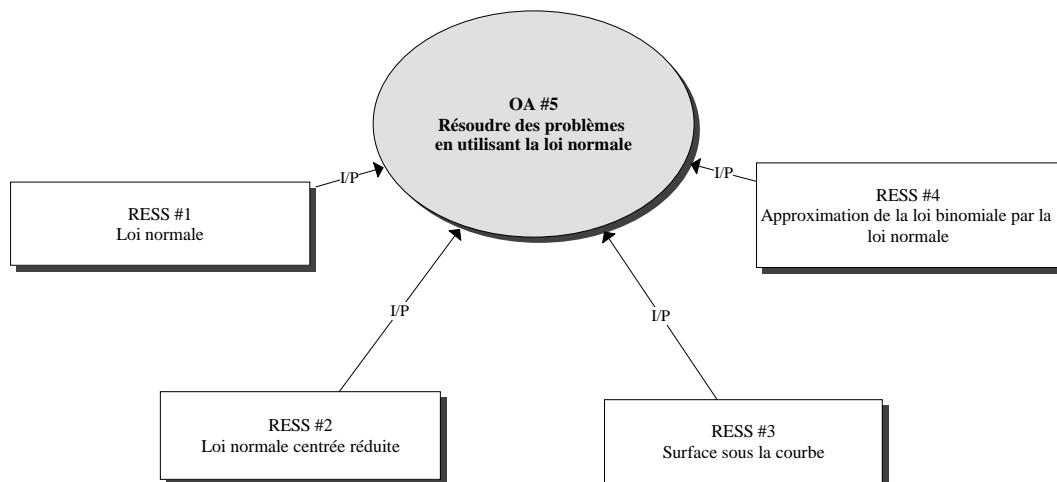 OA #5
Résoudre des problèmes
en utilisant la loi normale
I/P
I/P
RESS #1
Loi normale
RESS #4
Approximation de la loi binomiale par la
loi normale
I/P
I/P
RESS #2
Loi normale centrée réduite
RESS #3
Surface sous la courbe